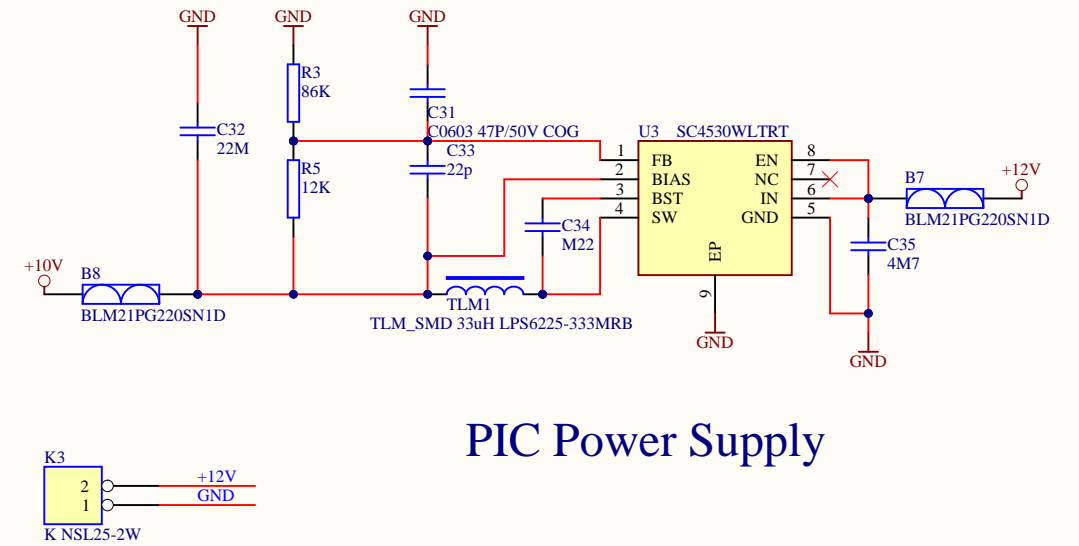 GND
GND
GND
R3
86K
C31
C0603 47P/50V COG
C32
22M
C33
22p
R5
12K
U3 SC4530WLTRT
1 FB
2 BIAS
3 BST
4 SW
EN 8
NC 7
IN 6
GND 5
EP
9
GND
B7
BLM21PG220SN1D
+12V
C34
M22
C35
4M7
GND
+10V
B8
BLM21PG220SN1D
TLM1
TLM_SMD 33uH LPS6225-333MRB
PIC Power Supply
K3
2 +12V
1 GND
K NSL25-2W